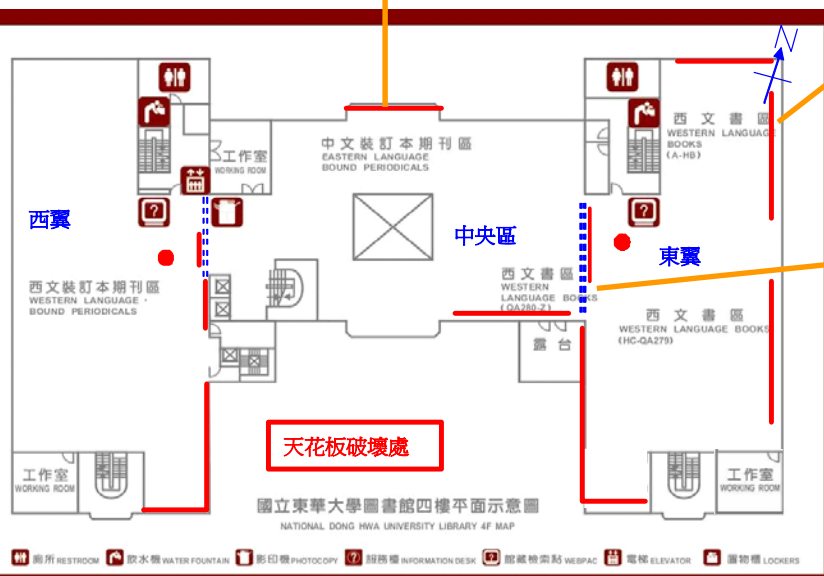 N
西文書區
WESTERN LANGUAGE
BOOKS
(A-HB)
中文裝訂本期刊區
EASTERN LANGUAGE
BOUND PERIODICALS
工作室
WORKING ROOM
西翼
中央區
東翼
西文裝訂本期刊區
WESTERN LANGUAGE ·
BOUND PERIODICALS
西文書區
WESTERN
LANGUAGE BOOKS
(QA280-Z)
西文書區
WESTERN LANGUAGE BOOKS
(HC-QA279)
露台
天花板破壞處
工作室
WORKING ROOM
工作室
WORKING ROOM
國立東華大學圖書館四樓平面示意圖
NATIONAL DONG HWA UNIVERSITY LIBRARY 4F MAP
廁所 RESTROOM 飲水機 WATER FOUNTAIN 影印機 PHOTOCOPY ? 服務檯 INFORMATION DESK ? 館藏檢索站 WEBPAC 電梯 ELEVATOR 置物櫃 LOCKERS